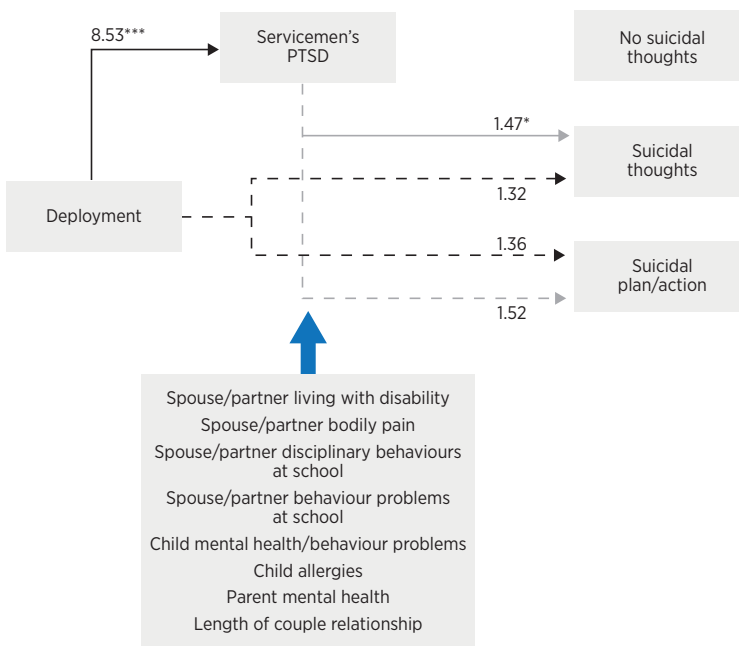 8.53***
Servicemen's
PTSD
No suicidal
thoughts
1.47*
Suicidal
thoughts
1.32
Deployment
1.36
Suicidal
plan/action
1.52
Spouse/partner living with disability
Spouse/partner bodily pain
Spouse/partner disciplinary behaviours
at school
Spouse/partner behaviour problems
at school
Child mental health/behaviour problems
Child allergies
Parent mental health
Length of couple relationship